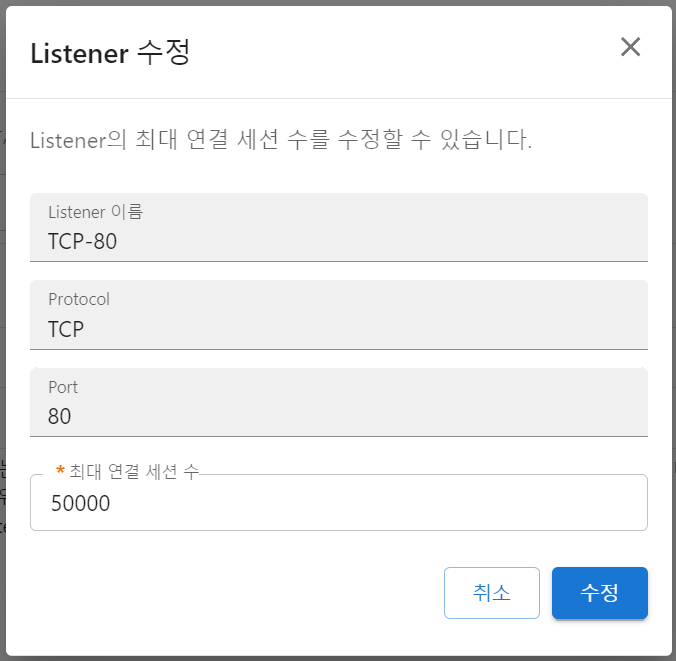 Listener 수정
Listener의 최대 연결 세션 수를 수정할 수 있습니다.
Listener 이름
TCP-80
Protocol
TCP
Port
80
* 최대 연결 세션 수
50000
취소 수정